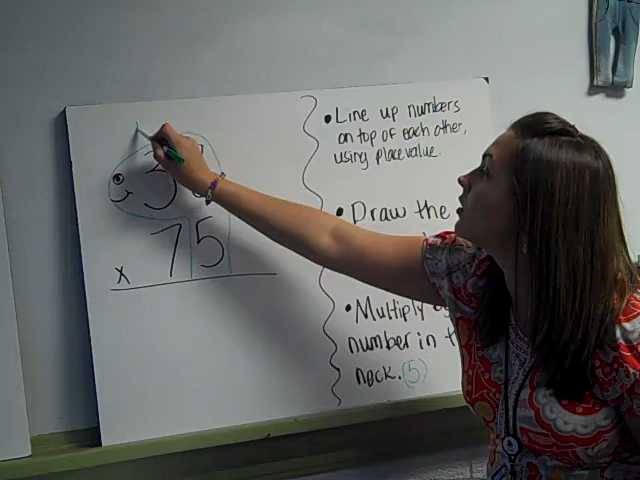 • Line up numbers
on top of each other,
using place value.
3
75
x
• Draw the
• Multiply
number in
neck. (5)